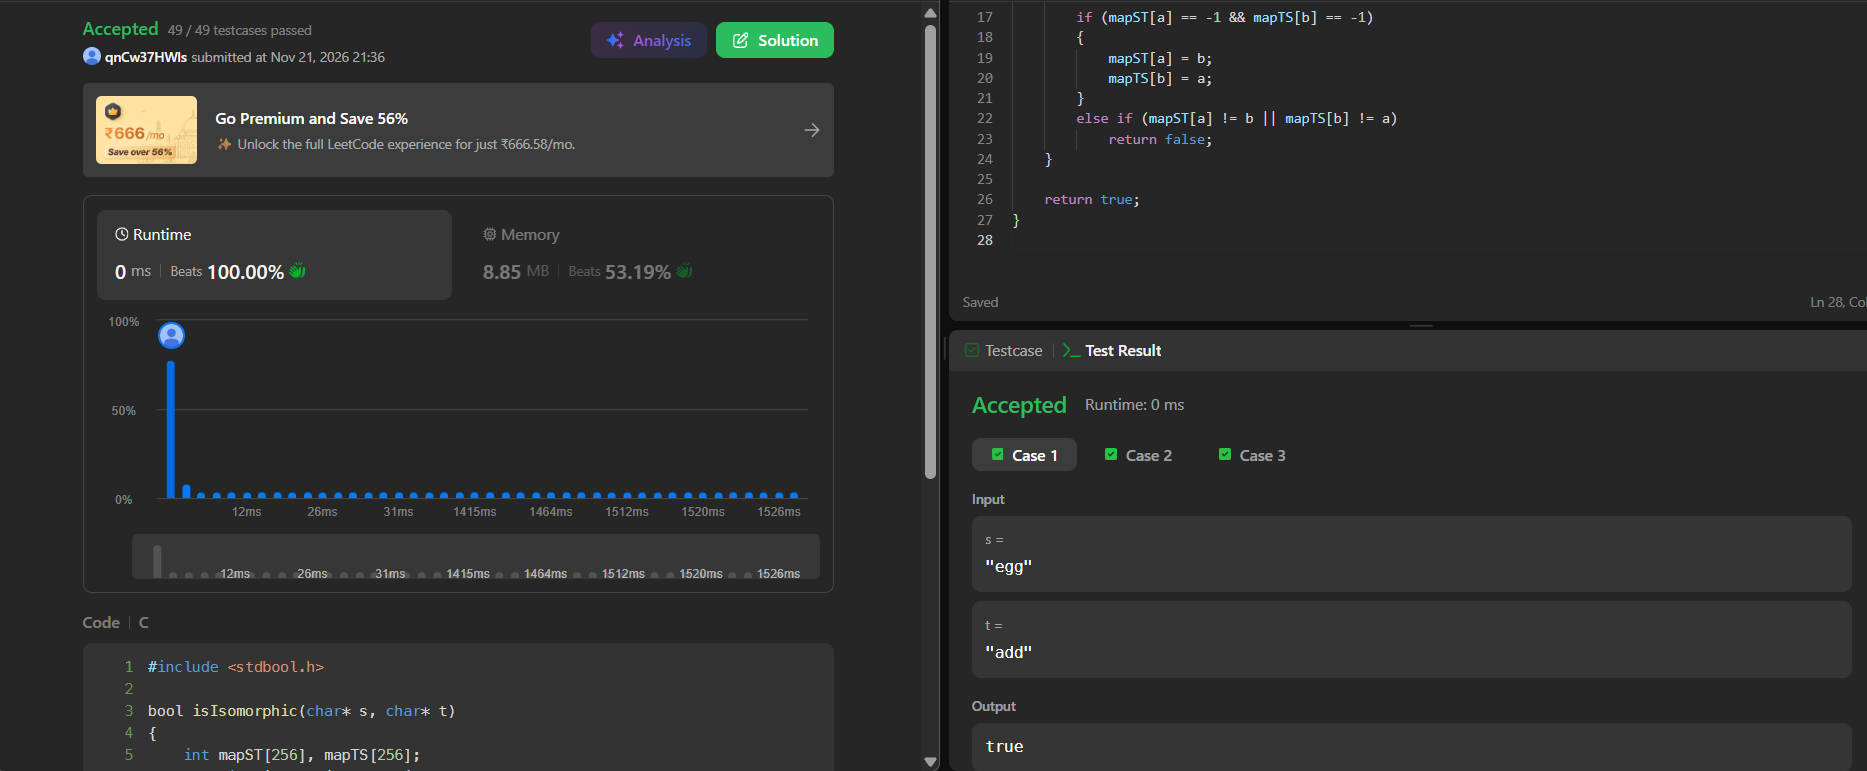 Accepted 49 / 49 testcases passed
qnCw37HWls submitted at Nov 21, 2026 21:36
Analysis
Solution
₹666 /mo
Save over 56%
Go Premium and Save 56%
✨ Unlock the full LeetCode experience for just ₹666.58/mo.
Runtime
0 ms | Beats 100.00%
Memory
8.85 MB | Beats 53.19%
100%
50%
0%
12ms 26ms 31ms 1415ms 1464ms 1512ms 1520ms 1526ms
12ms 26ms 31ms 1415ms 1464ms 1512ms 1520ms 1526ms
Code | C
1 #include <stdbool.h>
2
3 bool isIsomorphic(char* s, char* t)
4 {
5 int mapST[256], mapTS[256];
17 if (mapST[a] == -1 && mapTS[b] == -1)
18 {
19 mapST[a] = b;
20 mapTS[b] = a;
21 }
22 else if (mapST[a] != b || mapTS[b] != a)
23 return false;
24 }
25
26 return true;
27 }
28
Saved
Ln 28, Col
Testcase | Test Result
Accepted Runtime: 0 ms
Case 1 Case 2 Case 3
Input
s =
"egg"
t =
"add"
Output
true